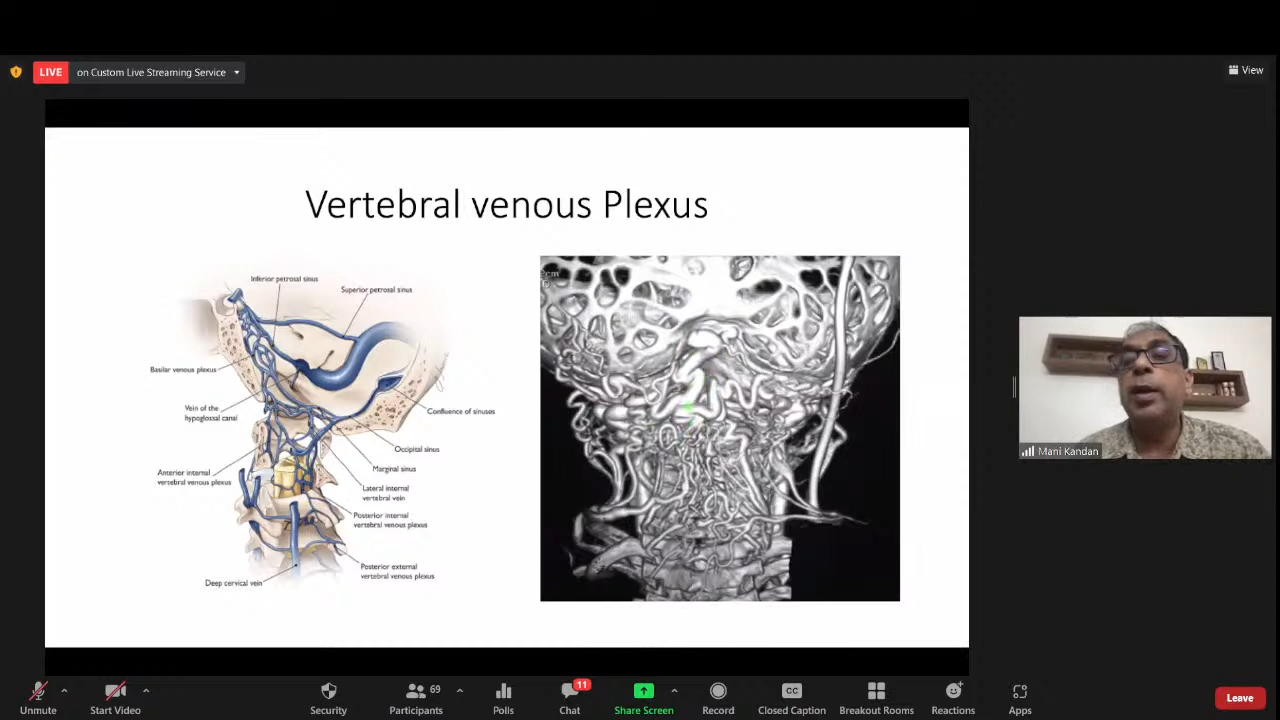 LIVE on Custom Live Streaming Service
View
Vertebral venous Plexus
Inferior petrosal sinus
Superior petrosal sinus
Basilar venous plexus
Vein of the
hypoglossal canal
Confluence of sinuses
Occipital sinus
Marginal sinus
Anterior internal
vertebral venous plexus
Lateral internal
vertebral vein
Posterior internal
vertebral venous plexus
Posterior external
vertebral venous plexus
Deep cervical vein
Mani Kandan
69
11
CC
Unmute
Start Video
Security
Participants
Polls
Chat
Share Screen
Record
Closed Caption
Breakout Rooms
Reactions
Apps
Leave